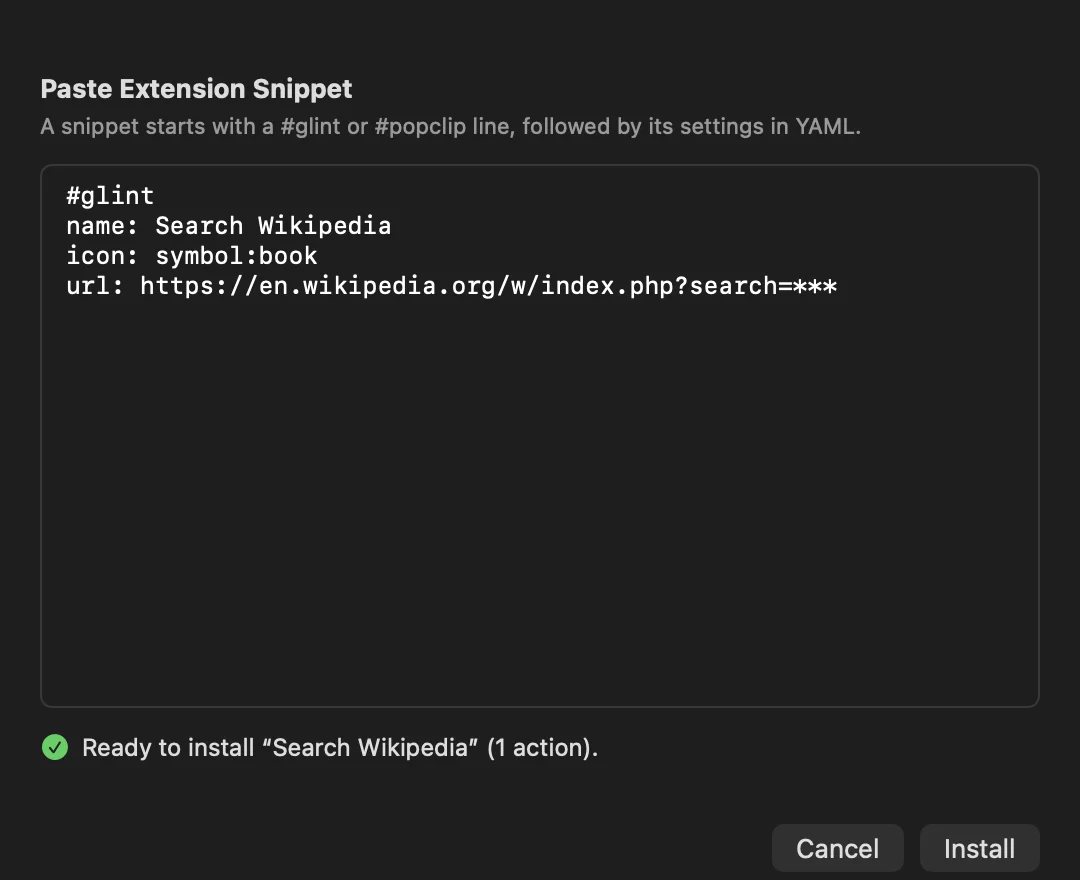 Paste Extension Snippet
A snippet starts with a #glint or #popclip line, followed by its settings in YAML.
#glint
name: Search Wikipedia
icon: symbol:book
url: https://en.wikipedia.org/w/index.php?search=***
Ready to install “Search Wikipedia” (1 action).
Cancel
Install